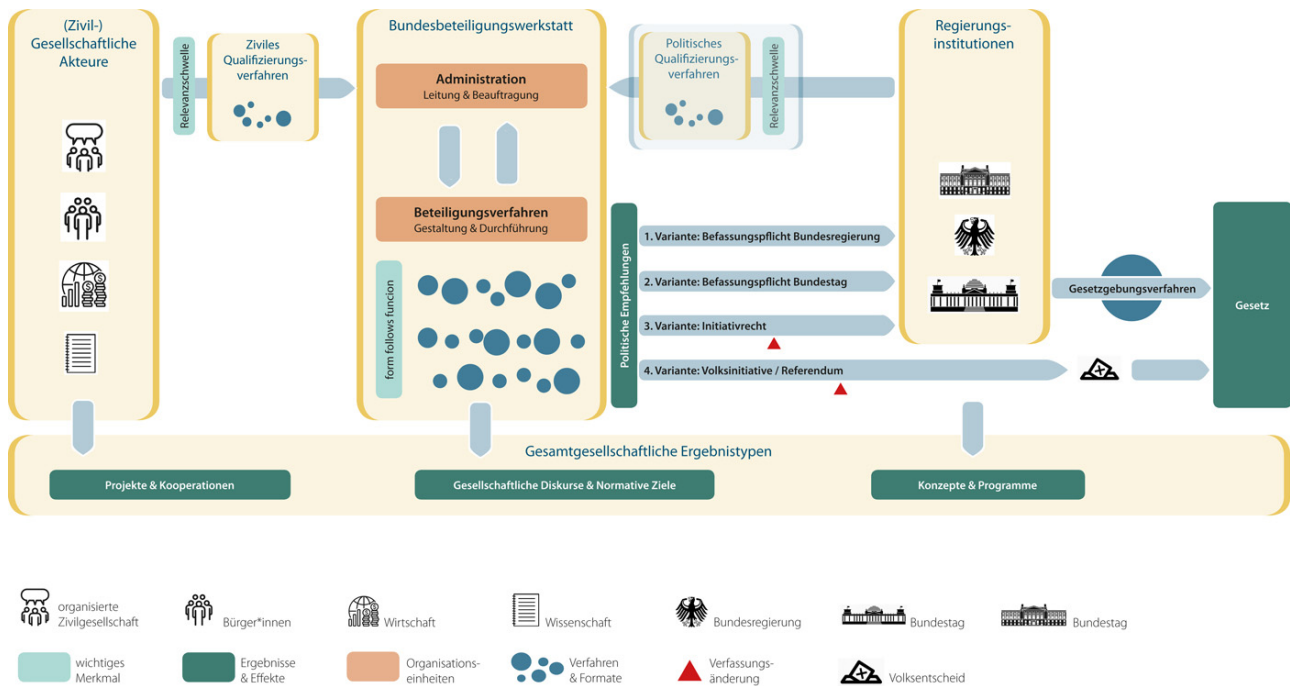 (Zivil-)
Gesellschaftliche
Akteure
Relevanzschwelle
Ziviles
Qualifizierungs-
verfahren
Bundesbeteiligungswerkstatt
Administration
Leitung & Beauftragung
Beteiligungsverfahren
Gestaltung & Durchführung
form follows funcion
Politisches
Qualifizierungs-
verfahren
Relevanzschwelle
Regierungs-
institutionen
Politische Empfehlungen
1. Variante: Befassungspflicht Bundesregierung
2. Variante: Befassungspflicht Bundestag
3. Variante: Initiativrecht
4. Variante: Volksinitiative / Referendum
Gesetzgebungsverfahren
Gesetz
Gesamtgesellschaftliche Ergebnistypen
Projekte & Kooperationen
Gesellschaftliche Diskurse & Normative Ziele
Konzepte & Programme
organisierte
Zivilgesellschaft
Bürger*innen
Wirtschaft
Wissenschaft
Bundesregierung
Bundestag
Bundestag
wichtiges
Merkmal
Ergebnisse
& Effekte
Organisations-
einheiten
Verfahren
& Formate
Verfassungs-
änderung
Volksentscheid